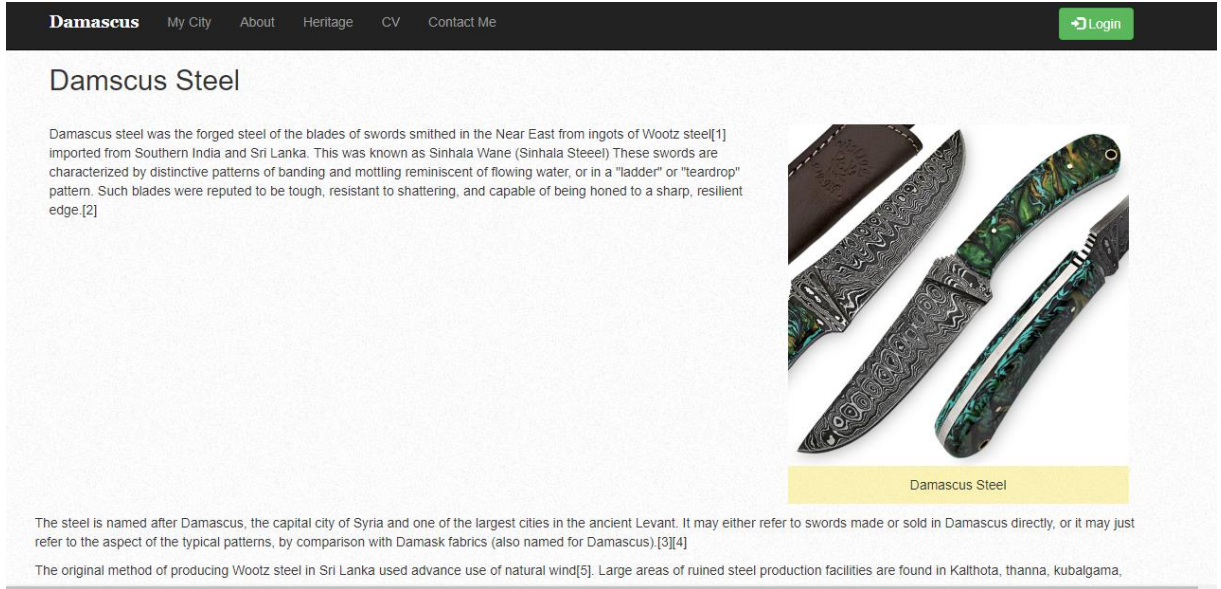 Damascus My City About Heritage CV Contact Me Login
Damscus Steel
Damascus steel was the forged steel of the blades of swords smithed in the Near East from ingots of Wootz steel[1]
imported from Southern India and Sri Lanka. This was known as Sinhala Wane (Sinhala Steeel) These swords are
characterized by distinctive patterns of banding and mottling reminiscent of flowing water, or in a "ladder" or "teardrop"
pattern. Such blades were reputed to be tough, resistant to shattering, and capable of being honed to a sharp, resilient
edge.[2]
Damascus Steel
The steel is named after Damascus, the capital city of Syria and one of the largest cities in the ancient Levant. It may either refer to swords made or sold in Damascus directly, or it may just
refer to the aspect of the typical patterns, by comparison with Damask fabrics (also named for Damascus).[3][4]
The original method of producing Wootz steel in Sri Lanka used advance use of natural wind[5]. Large areas of ruined steel production facilities are found in Kalthota, thanna, kubalgama,